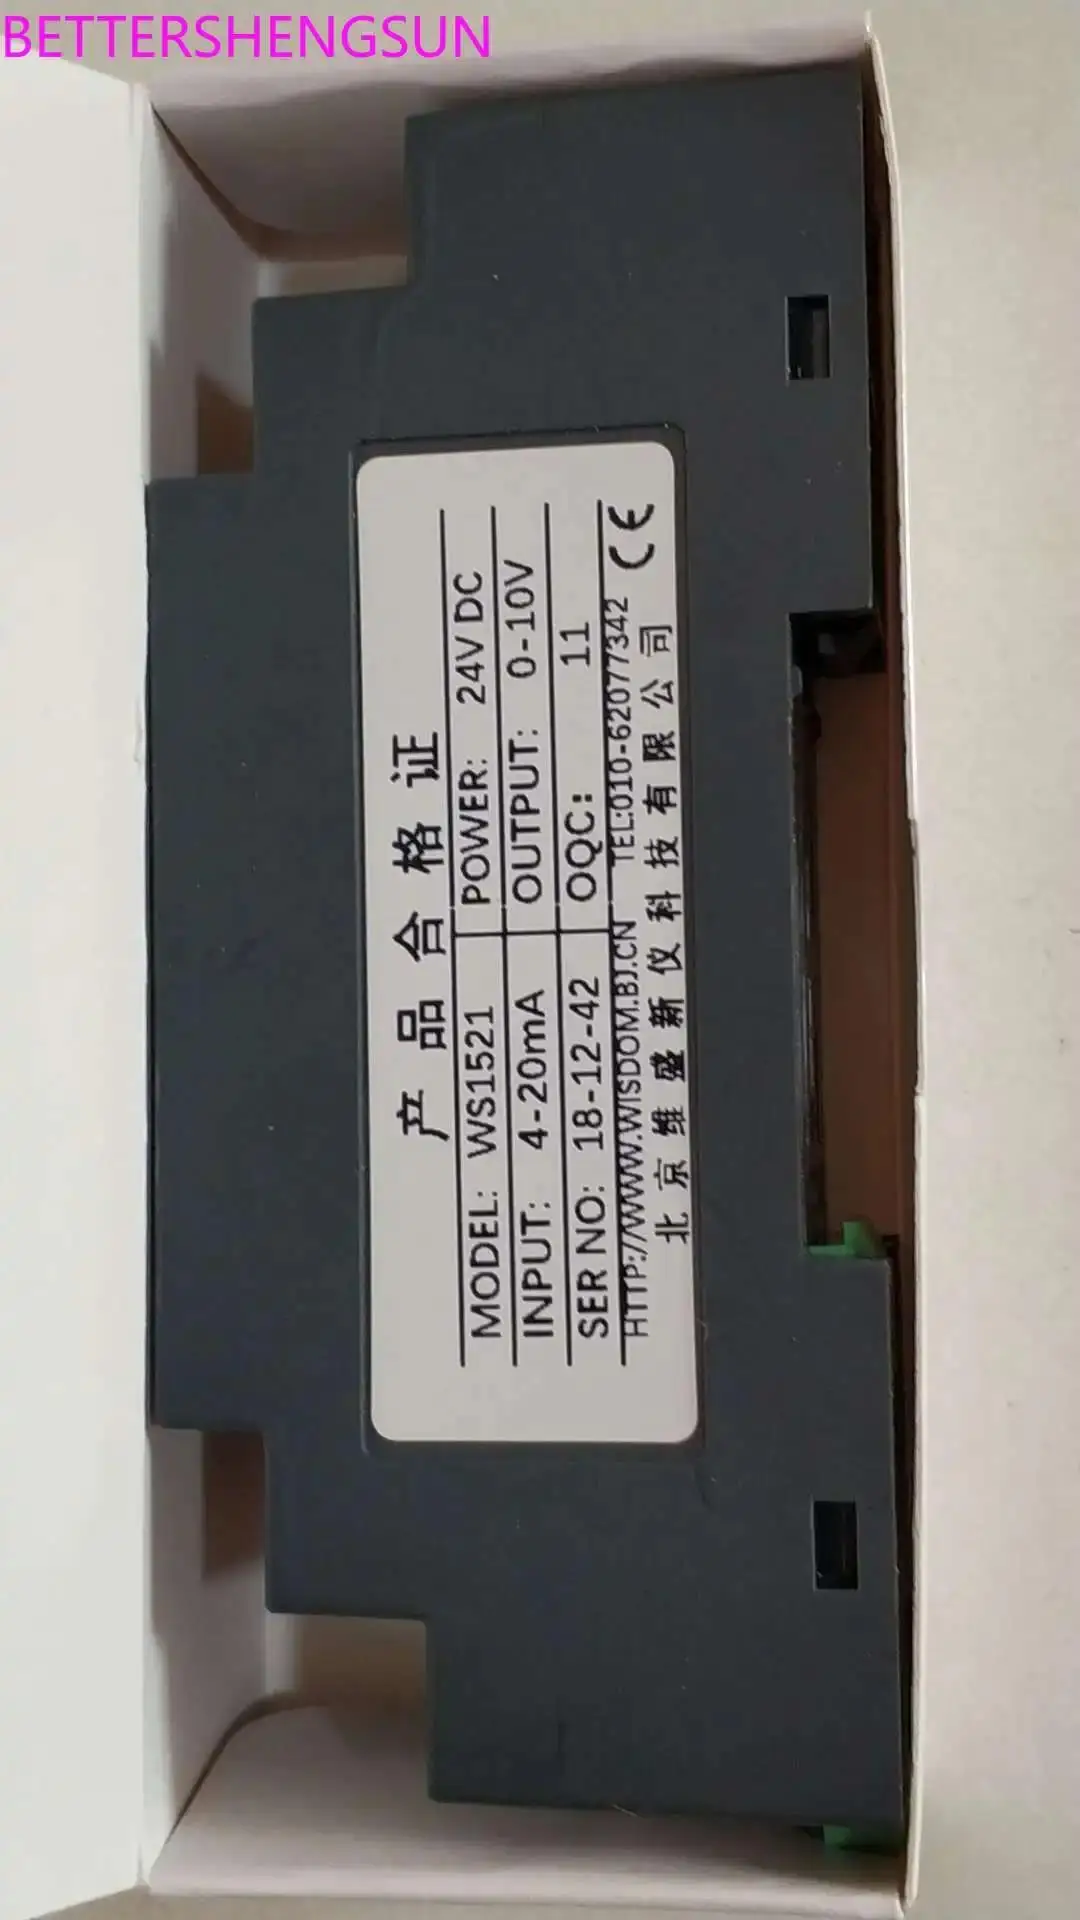 BETTERSHENGSUN
产品合格证
MODEL: WS1521 POWER: 24V DC
INPUT: 4-20mA OUTPUT: 0-10V
SER NO: 18-12-42 OQC: 11
HTTP://WWW.WISDOM.BJ.CN TEL:010-62077342 CE
北京维盛新仪科技有限公司